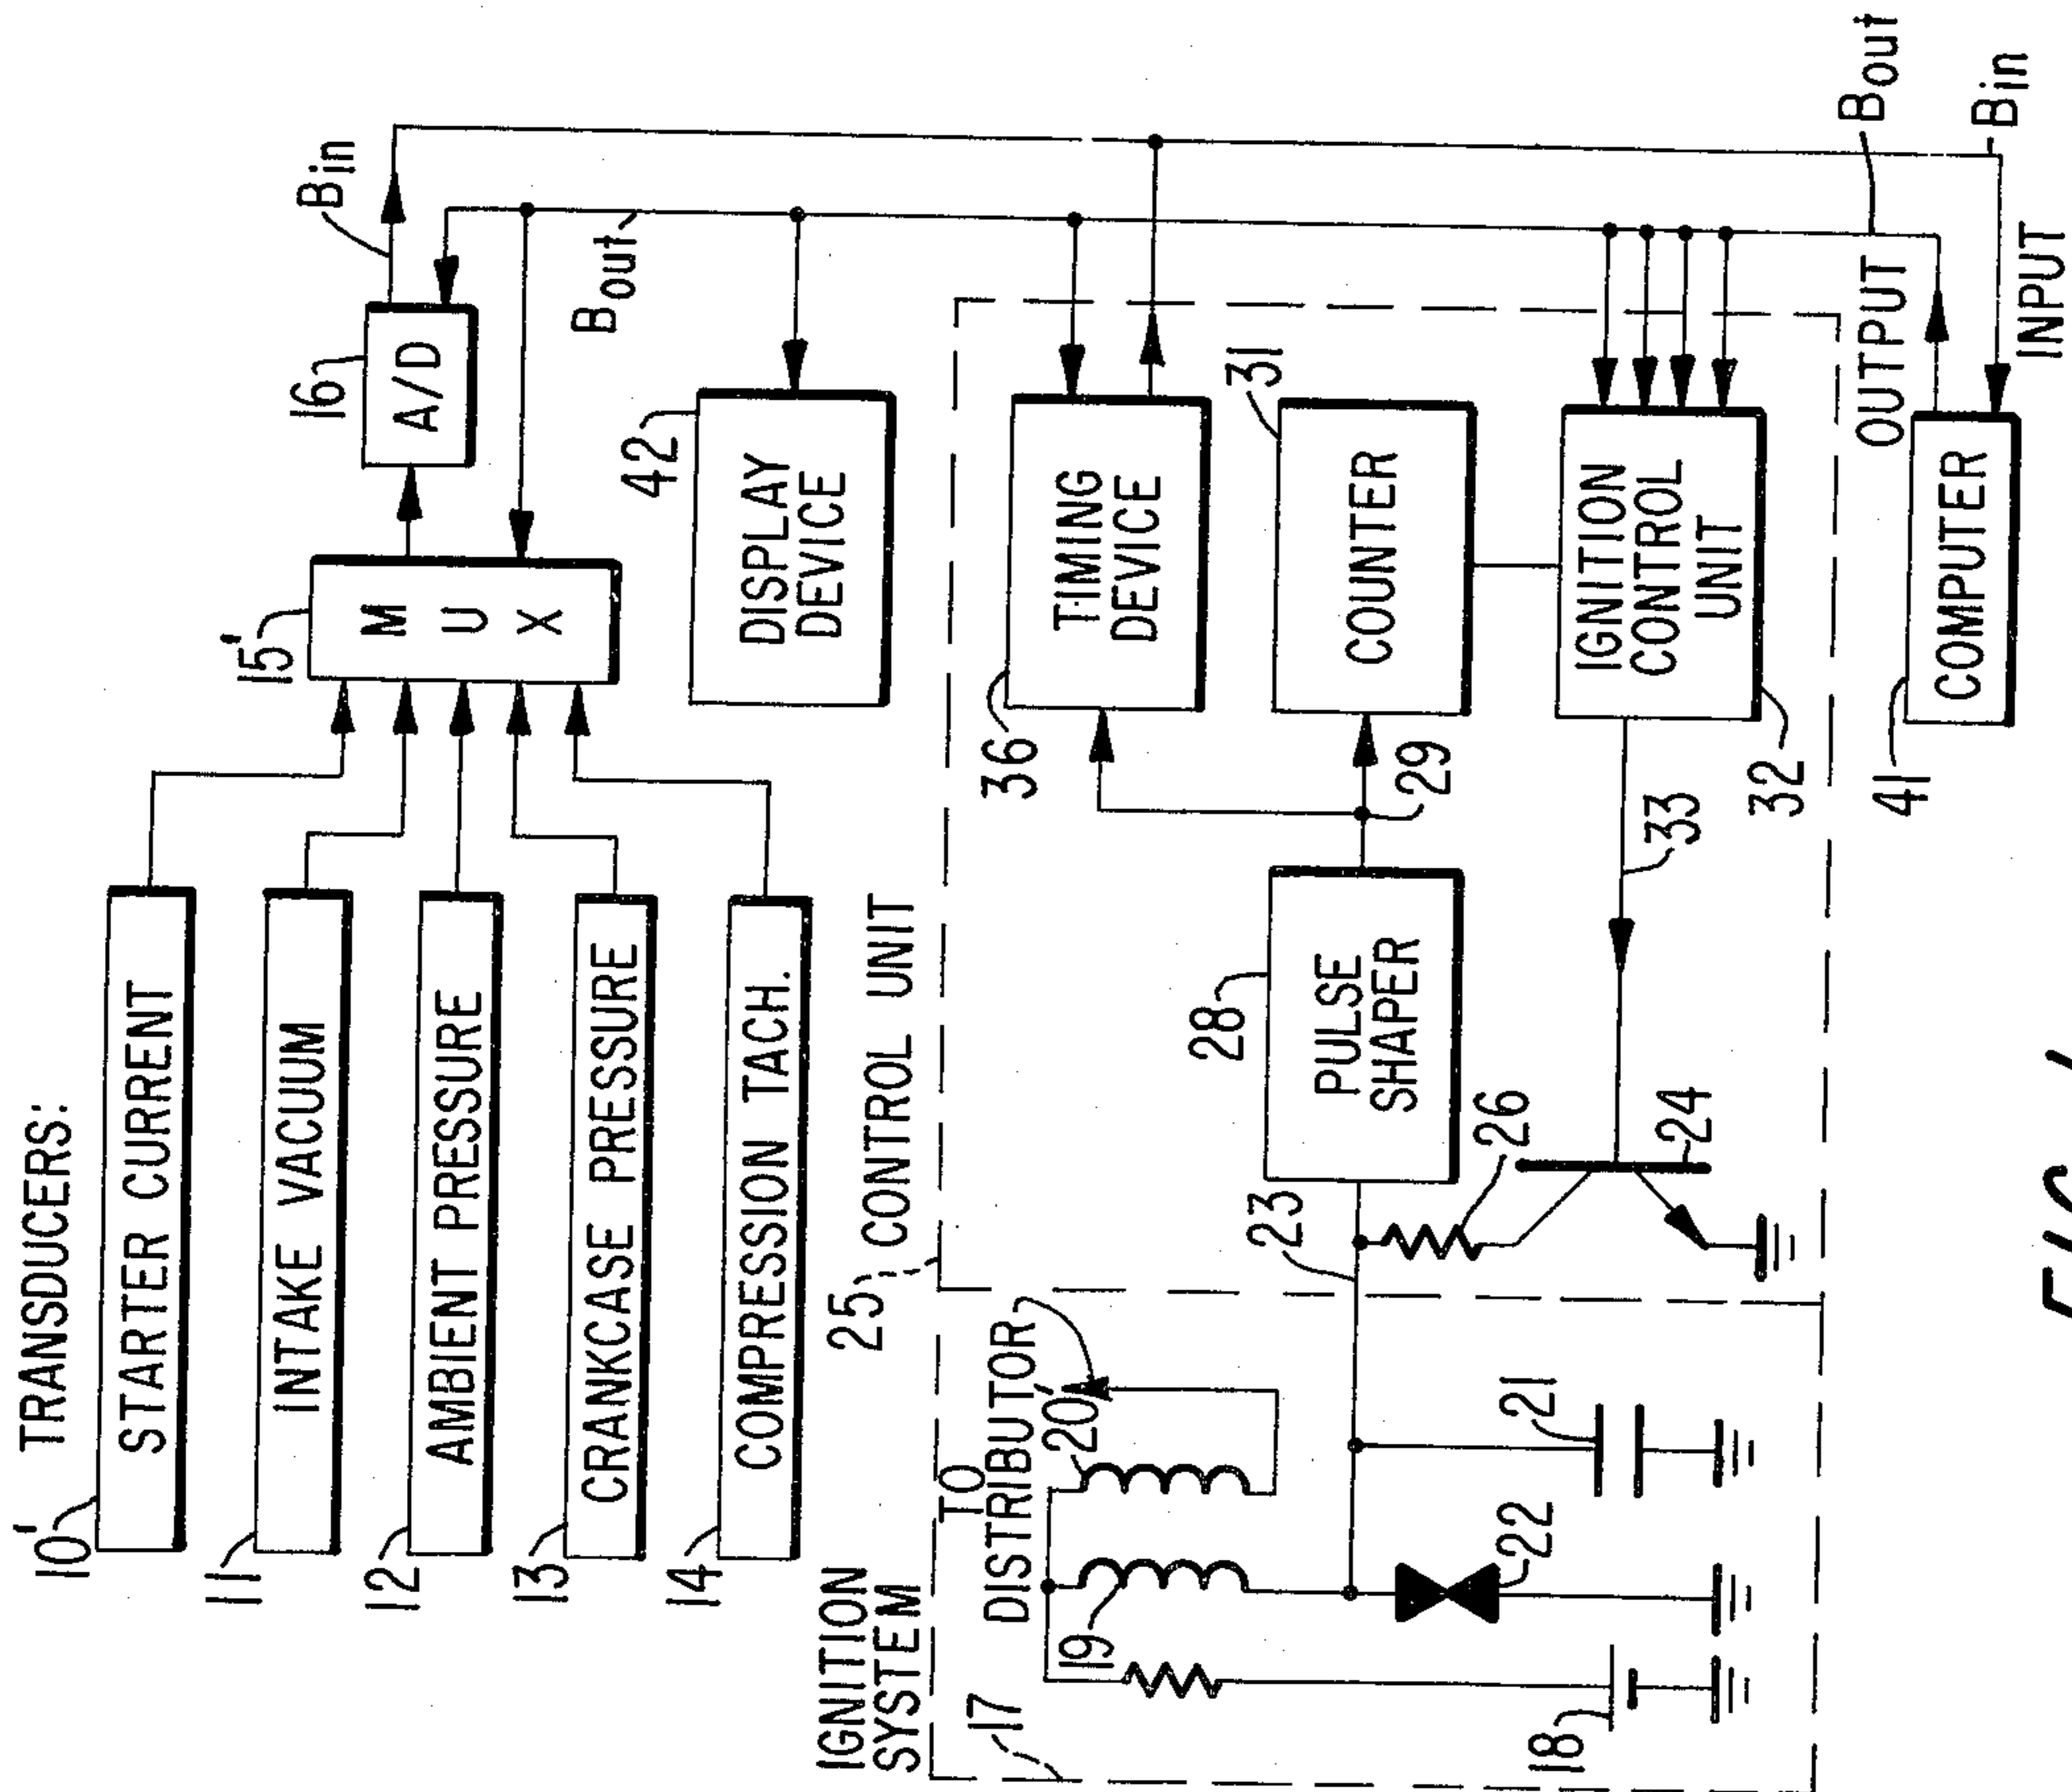 TRANSDUCERS:
10'
STARTER CURRENT
11
INTAKE VACUUM
12
AMBIENT PRESSURE
13
CRANKCASE PRESSURE
14
COMPRESSION TACH.
15'
M U X
16
A/D
Bin
Bout
42
DISPLAY
DEVICE
25
CONTROL UNIT
IGNITION
SYSTEM
17
TO
DISTRIBUTOR
20'
19
18
22
21
23
26
24
28
PULSE
SHAPER
29
36
TIMING
DEVICE
31
COUNTER
IGNITION
CONTROL
UNIT
32
33
41
COMPUTER
OUTPUT
INPUT
Bout
Bin